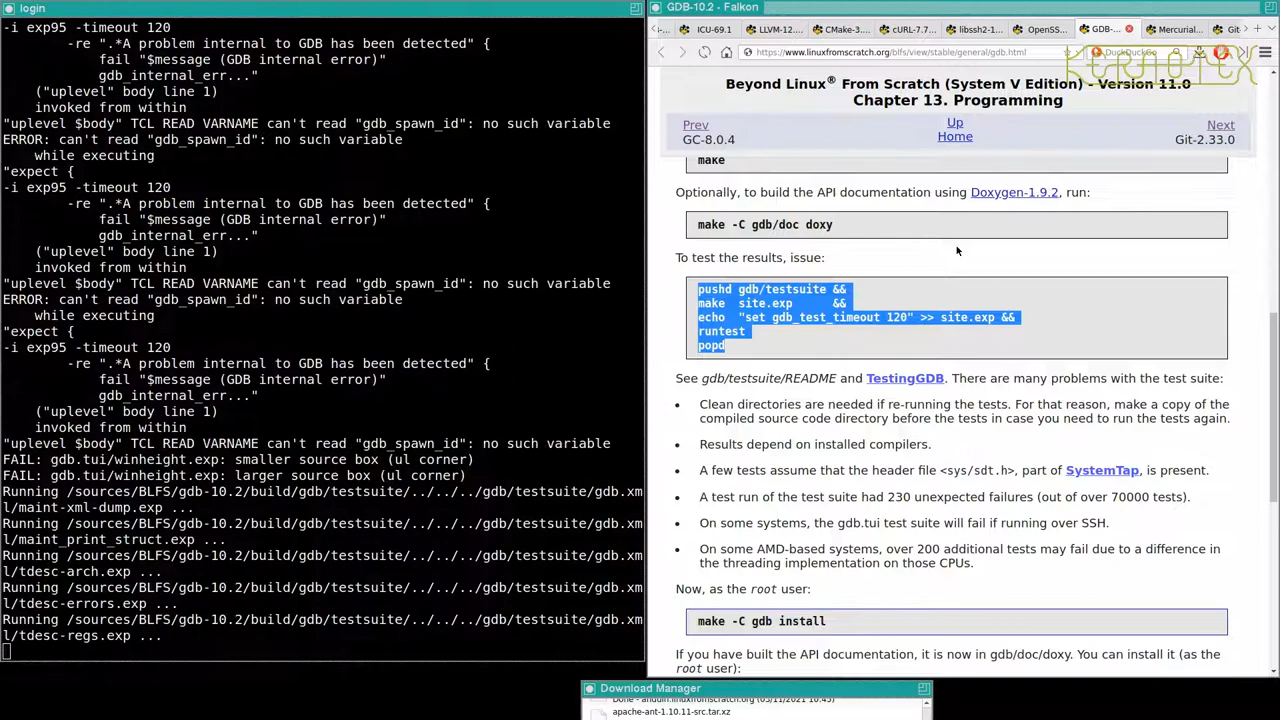 login
-i exp95 -timeout 120
-re ".*A problem internal to GDB has been detected" {
fail "$message (GDB internal error)"
gdb_internal_err..."
("uplevel" body line 1)
invoked from within
"uplevel $body" TCL READ VARNAME can't read "gdb_spawn_id": no such variable
ERROR: can't read "gdb_spawn_id": no such variable
while executing
"expect {
-i exp95 -timeout 120
-re ".*A problem internal to GDB has been detected" {
fail "$message (GDB internal error)"
gdb_internal_err..."
("uplevel" body line 1)
invoked from within
"uplevel $body" TCL READ VARNAME can't read "gdb_spawn_id": no such variable
ERROR: can't read "gdb_spawn_id": no such variable
while executing
"expect {
-i exp95 -timeout 120
-re ".*A problem internal to GDB has been detected" {
fail "$message (GDB internal error)"
gdb_internal_err..."
("uplevel" body line 1)
invoked from within
"uplevel $body" TCL READ VARNAME can't read "gdb_spawn_id": no such variable
FAIL: gdb.tui/winheight.exp: smaller source box (ul corner)
FAIL: gdb.tui/winheight.exp: larger source box (ul corner)
Running /sources/BLFS/gdb-10.2/build/gdb/testsuite/../../../gdb/testsuite/gdb.xm
l/maint-xml-dump.exp ...
Running /sources/BLFS/gdb-10.2/build/gdb/testsuite/../../../gdb/testsuite/gdb.xm
l/maint_print_struct.exp ...
Running /sources/BLFS/gdb-10.2/build/gdb/testsuite/../../../gdb/testsuite/gdb.xm
l/tdesc-arch.exp ...
Running /sources/BLFS/gdb-10.2/build/gdb/testsuite/../../../gdb/testsuite/gdb.xm
l/tdesc-errors.exp ...
Running /sources/BLFS/gdb-10.2/build/gdb/testsuite/../../../gdb/testsuite/gdb.xm
l/tdesc-regs.exp ...
GDB-10.2 - Falkon
ICU-69.1 LLVM-12.... CMake-3.... cURL-7.7... libssh2-1... OpenSS... GDB-... Mercurial... Git
https://www.linuxfromscratch.org/blfs/view/stable/general/gdb.html DuckDuckGo
KERNOTEX
Beyond Linux® From Scratch (System V Edition) - Version 11.0
Chapter 13. Programming
Prev Up Next
GC-8.0.4 Home Git-2.33.0
make
Optionally, to build the API documentation using Doxygen-1.9.2, run:
make -C gdb/doc doxy
To test the results, issue:
pushd gdb/testsuite &&
make site.exp &&
echo "set gdb_test_timeout 120" >> site.exp &&
runtest
popd
See gdb/testsuite/README and TestingGDB. There are many problems with the test suite:
• Clean directories are needed if re-running the tests. For that reason, make a copy of the
compiled source code directory before the tests in case you need to run the tests again.
• Results depend on installed compilers.
• A few tests assume that the header file <sys/sdt.h>, part of SystemTap, is present.
• A test run of the test suite had 230 unexpected failures (out of over 70000 tests).
• On some systems, the gdb.tui test suite will fail if running over SSH.
• On some AMD-based systems, over 200 additional tests may fail due to a difference in
the threading implementation on those CPUs.
Now, as the root user:
make -C gdb install
If you have built the API documentation, it is now in gdb/doc/doxy. You can install it (as the
root user):
Download Manager
Done - anduin.linuxfromscratch.org
apache-ant-1.10.11-src.tar.xz